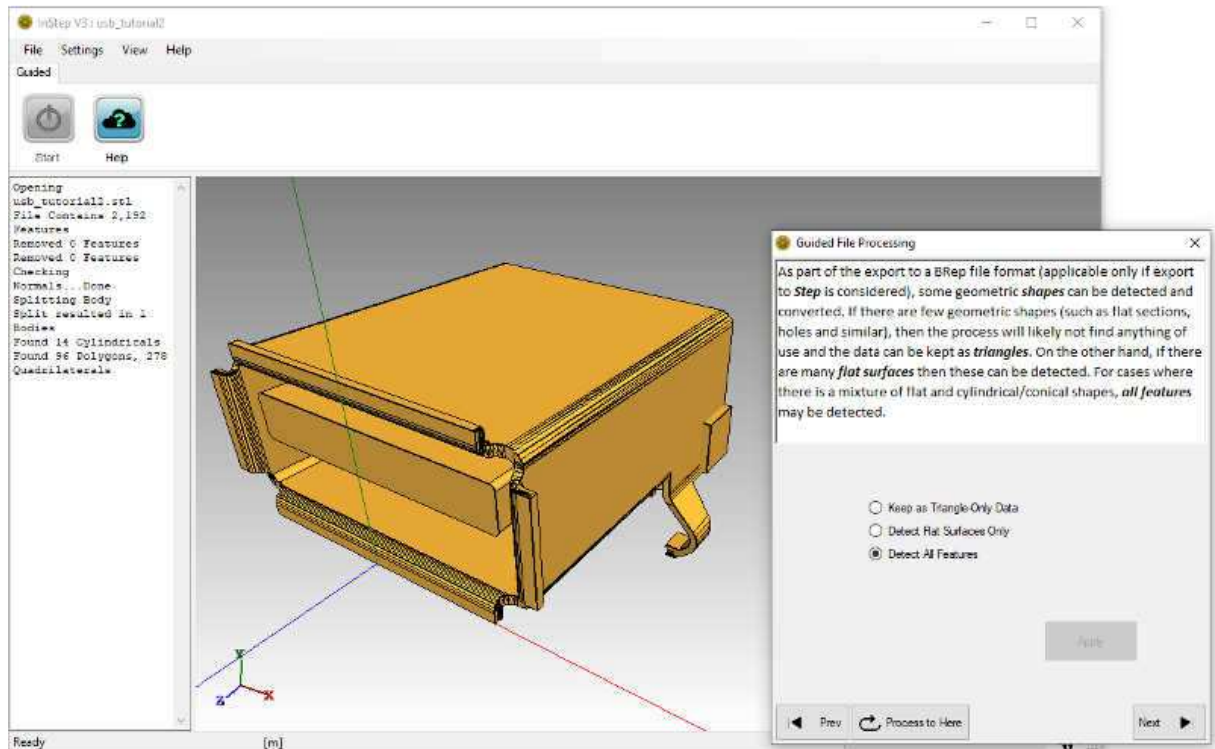 InStep V3 : usb_tutorial2
File Settings View Help
Guided
Start Help
Opening
usb_tutorial2.stl
File Contains 2,192
Features
Removed 0 Features
Removed 0 Features
Checking
Normals...Done.
Splitting Body
Split resulted in 1
Bodies
Found 14 Cylindricals
Found 96 Polygons, 278
Quadrilaterals
Y
Z X
Guided File Processing
As part of the export to a BRep file format (applicable only if export
to Step is considered), some geometric shapes can be detected and
converted. If there are few geometric shapes (such as flat sections,
holes and similar), then the process will likely not find anything of
use and the data can be kept as triangles. On the other hand, if there
are many flat surfaces then these can be detected. For cases where
there is a mixture of flat and cylindrical/conical shapes, all features
may be detected.
Keep as Triangle-Only Data
Detect Flat Surfaces Only
Detect All Features
Apply
Prev Process to Here Next
Ready [m]